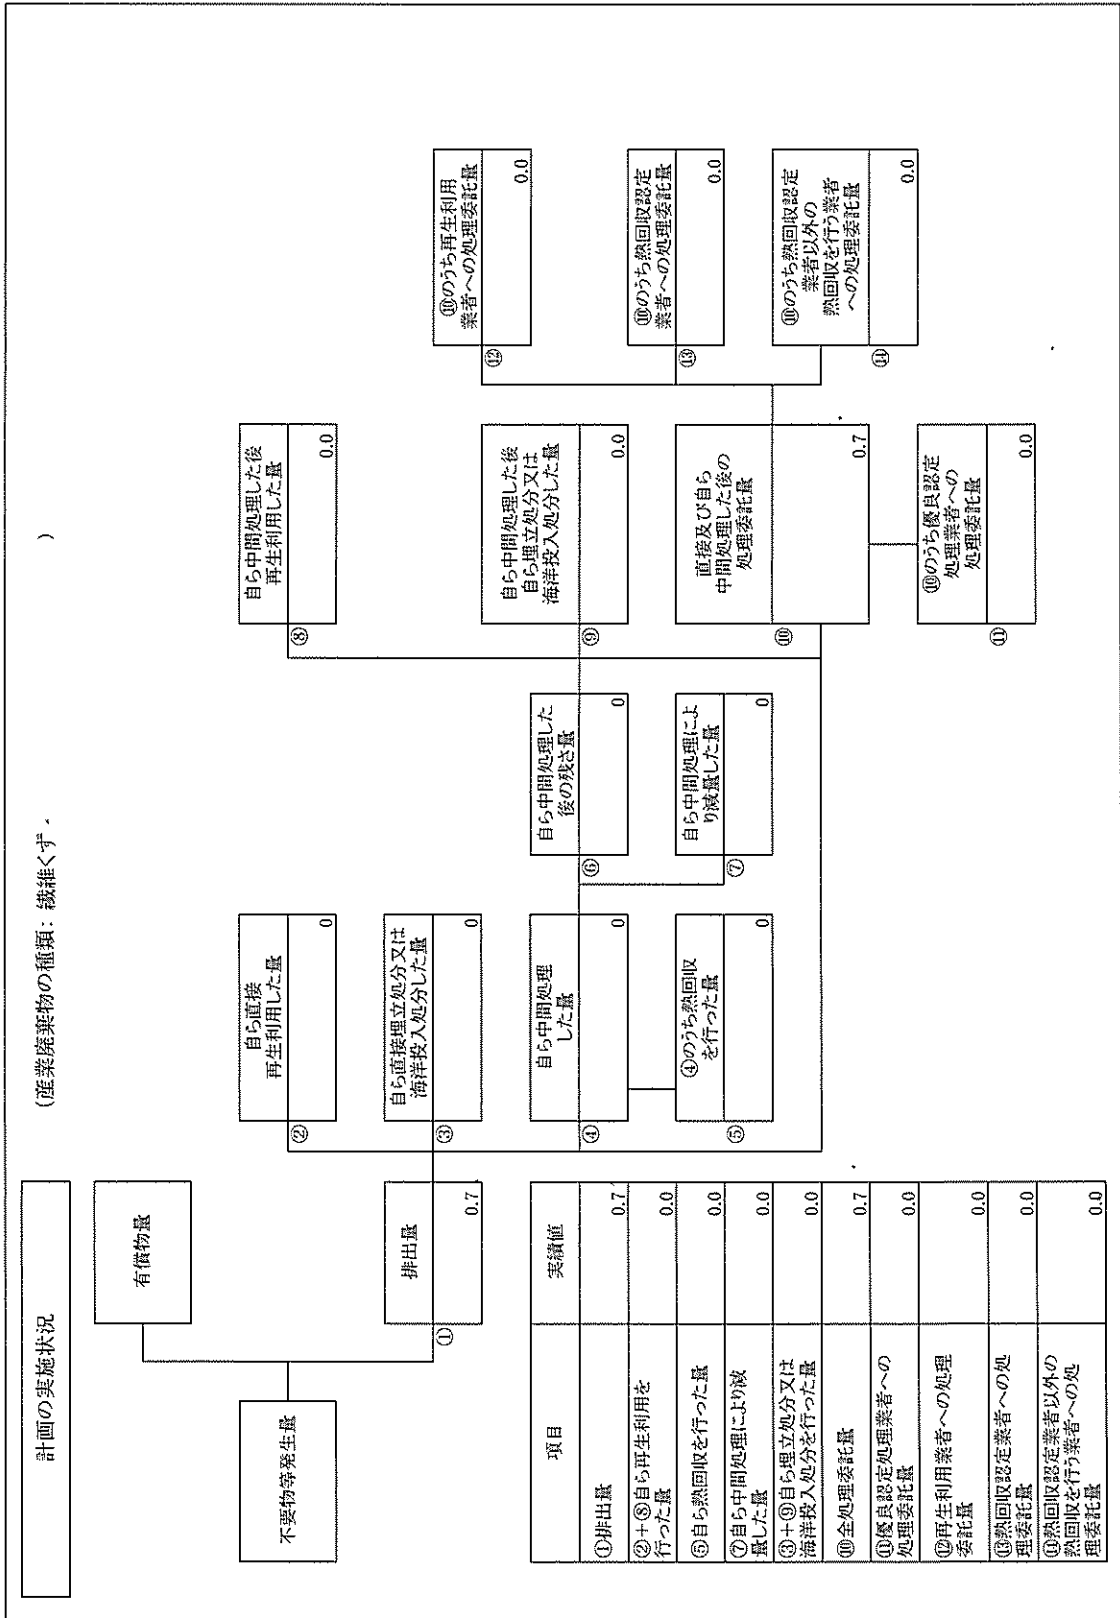 計画の実施状況
(産業廃棄物の種類: 繊維くず
)
有償物量
不要物等発生量
①
排出量
0.7
②
自ら直接
再生利用した量
0
③
自ら直接埋立処分又は
海洋投入処分した量
0
④
自ら中間処理
した量
0
⑤
④のうち熱回収
を行った量
0
⑥
自ら中間処理した
後の残さ量
0
⑦
自ら中間処理によ
り減量した量
0
⑧
自ら中間処理した後
再生利用した量
0.0
⑨
自ら中間処理した後
自ら埋立処分又は
海洋投入処分した量
0.0
⑩
直接及び自ら
中間処理した後の
処理委託量
0.7
⑪
⑩のうち優良認定
処理業者への
処理委託量
0.0
⑫
⑩のうち再生利用
業者への処理委託量
0.0
⑬
⑩のうち熱回収認定
業者への処理委託量
0.0
⑭
⑩のうち熱回収認定
業者以外の
熱回収を行う業者
への処理委託量
0.0
項目
実績値
①排出量
0.7
②+⑧自ら再生利用を
行った量
0.0
⑤自ら熱回収を行った量
0.0
⑦自ら中間処理により減
量した量
0.0
③+⑨自ら埋立処分又は
海洋投入処分を行った量
0.0
⑩全処理委託量
0.7
⑪優良認定処理業者への
処理委託量
0.0
⑫再生利用業者への処理
委託量
0.0
⑬熱回収認定業者への処
理委託量
0.0
⑭熱回収認定業者以外の
熱回収を行う業者への処
理委託量
0.0